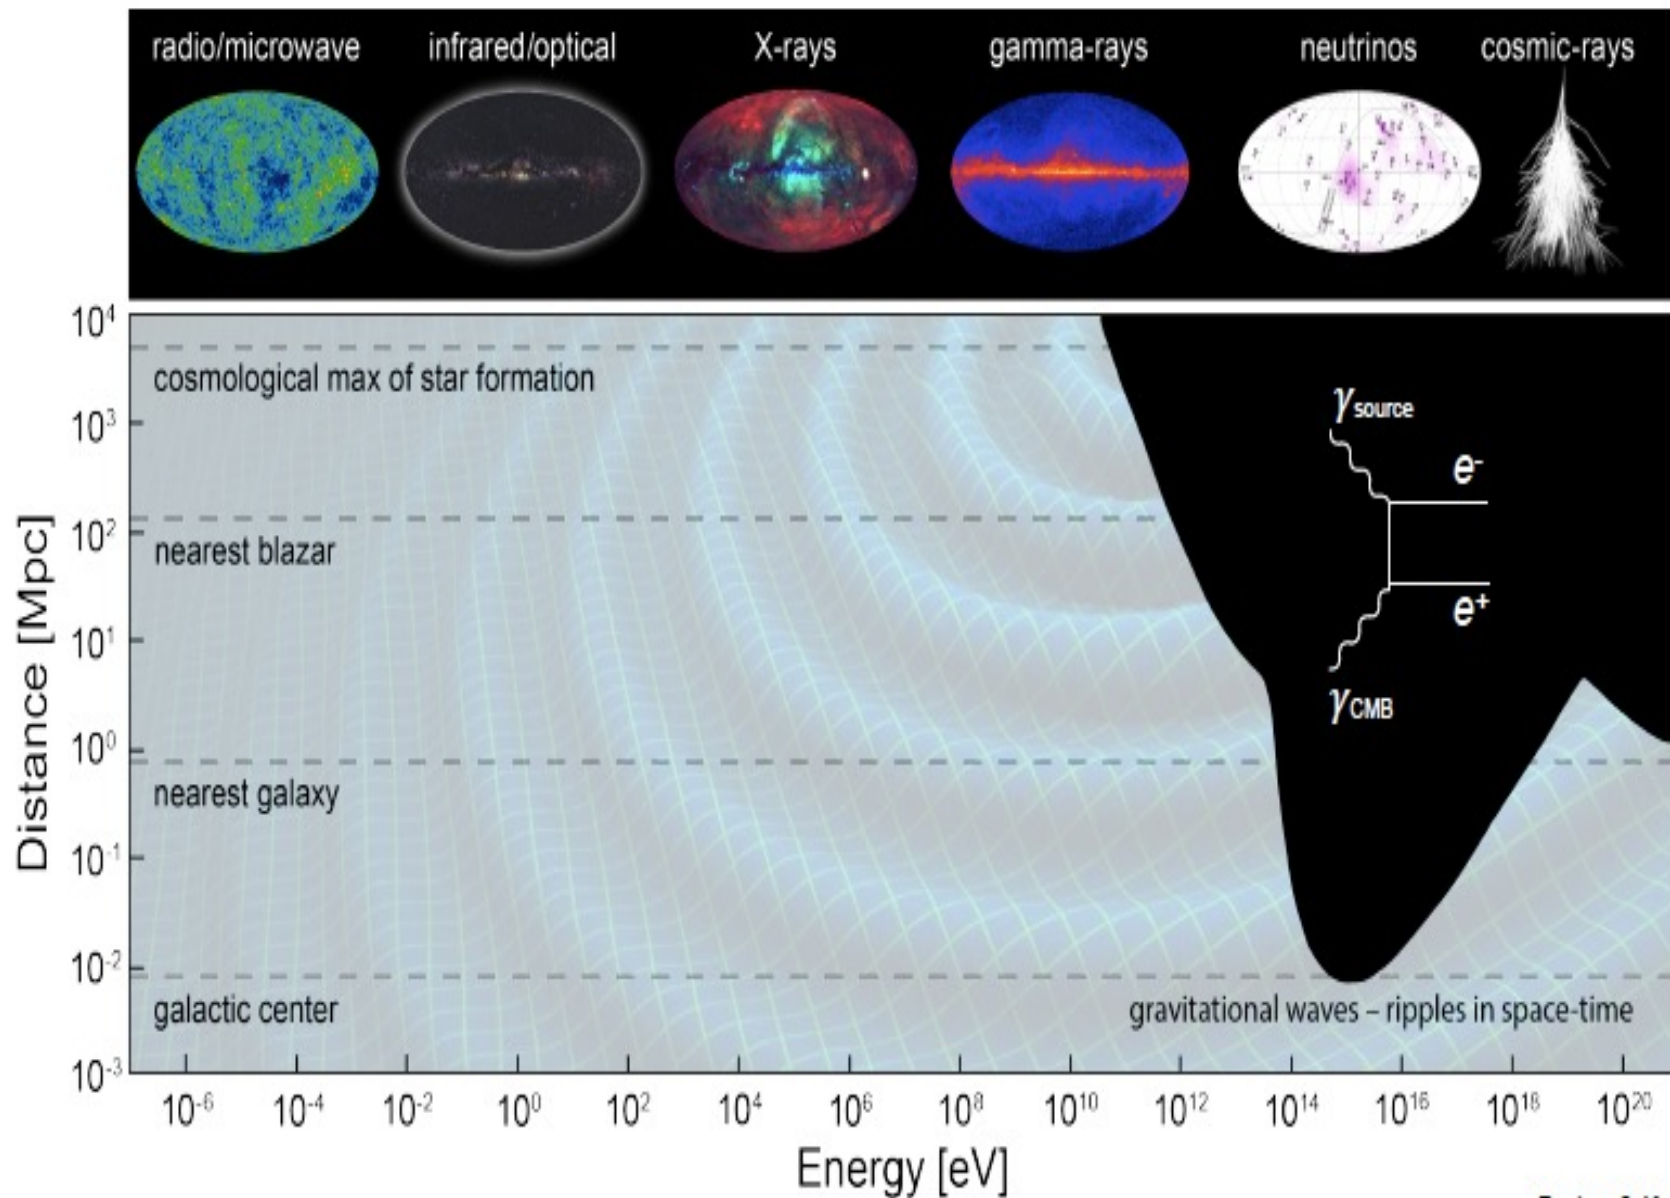 radio/microwave infrared/optical X-rays gamma-rays neutrinos cosmic-rays
10⁴
cosmological max of star formation
10³
nearest blazar
10²
10¹
10⁰
nearest galaxy
10⁻¹
10⁻²
galactic center
10⁻³
Distance [Mpc]
γsource
e⁻
e⁺
γCMB
gravitational waves – ripples in space-time
10⁻⁶ 10⁻⁴ 10⁻² 10⁰ 10² 10⁴ 10⁶ 10⁸ 10¹⁰ 10¹² 10¹⁴ 10¹⁶ 10¹⁸ 10²⁰
Energy [eV]